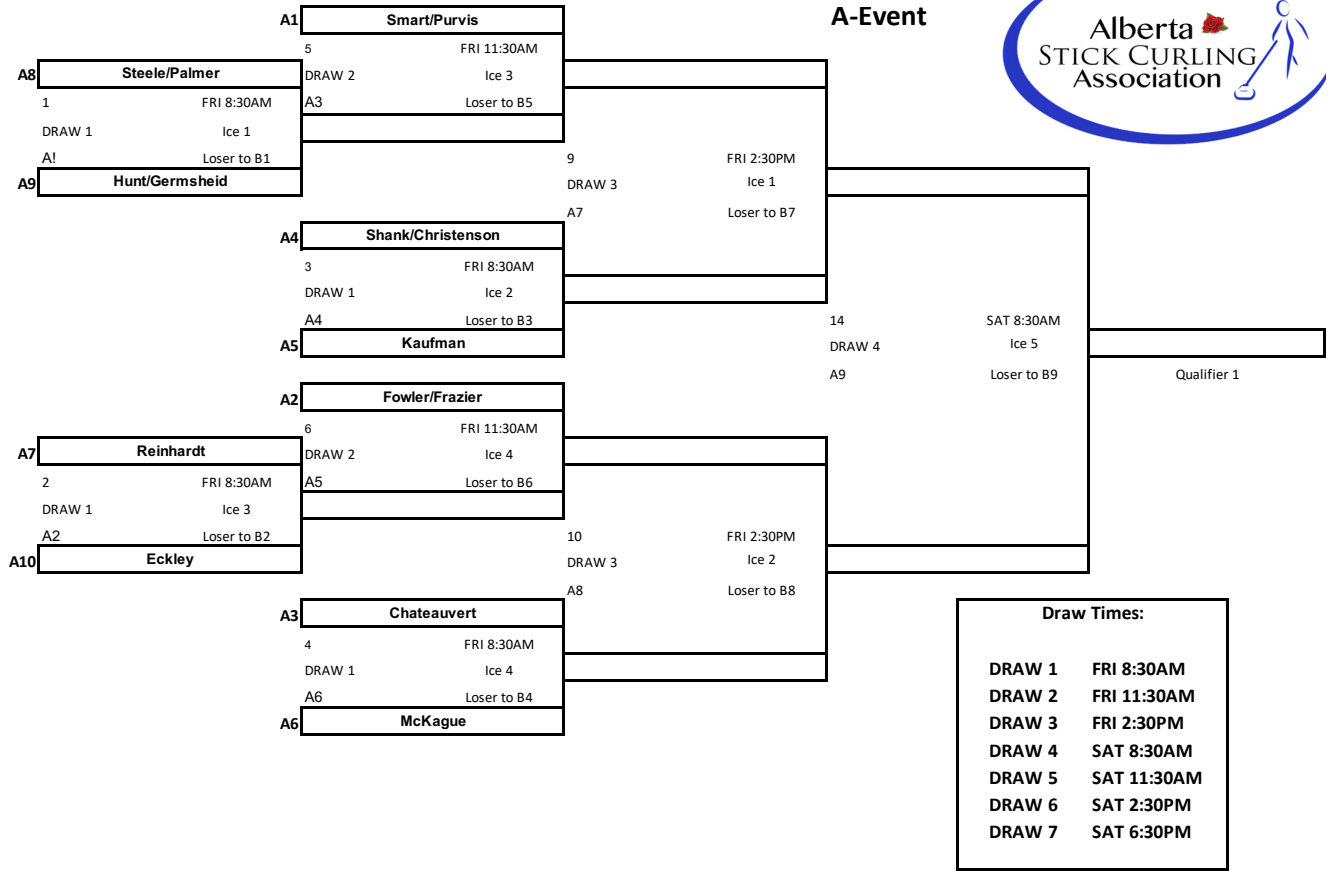 A-Event
Alberta
STICK CURLING
Association
A1 Smart/Purvis
5 FRI 11:30AM
DRAW 2 Ice 3
A3 Loser to B5
A8 Steele/Palmer
1 FRI 8:30AM
DRAW 1 Ice 1
A! Loser to B1
A9 Hunt/Germsheid
9 FRI 2:30PM
DRAW 3 Ice 1
A7 Loser to B7
A4 Shank/Christenson
3 FRI 8:30AM
DRAW 1 Ice 2
A4 Loser to B3
A5 Kaufman
14 SAT 8:30AM
DRAW 4 Ice 5
A9 Loser to B9
Qualifier 1
A2 Fowler/Frazier
6 FRI 11:30AM
DRAW 2 Ice 4
A5 Loser to B6
A7 Reinhardt
2 FRI 8:30AM
DRAW 1 Ice 3
A2 Loser to B2
A10 Eckley
10 FRI 2:30PM
DRAW 3 Ice 2
A8 Loser to B8
A3 Chateauvert
4 FRI 8:30AM
DRAW 1 Ice 4
A6 Loser to B4
A6 McKague
Draw Times:
DRAW 1 FRI 8:30AM
DRAW 2 FRI 11:30AM
DRAW 3 FRI 2:30PM
DRAW 4 SAT 8:30AM
DRAW 5 SAT 11:30AM
DRAW 6 SAT 2:30PM
DRAW 7 SAT 6:30PM